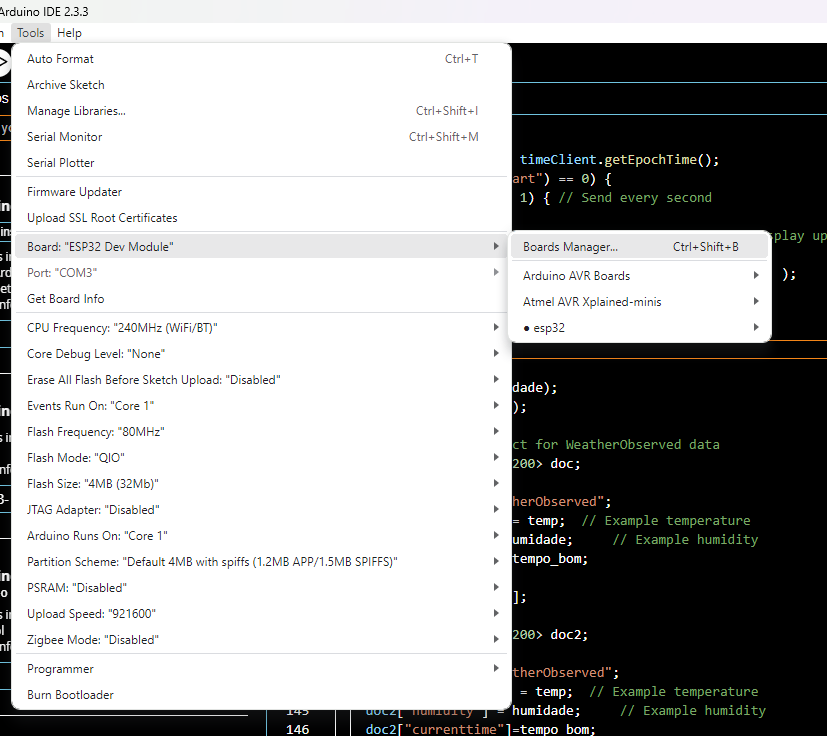 Arduino IDE 2.3.3
Tools Help
Auto Format Ctrl+T
Archive Sketch
Manage Libraries... Ctrl+Shift+I
Serial Monitor Ctrl+Shift+M
Serial Plotter
Firmware Updater
Upload SSL Root Certificates
Board: "ESP32 Dev Module"
Port: "COM3"
Get Board Info
CPU Frequency: "240MHz (WiFi/BT)"
Core Debug Level: "None"
Erase All Flash Before Sketch Upload: "Disabled"
Events Run On: "Core 1"
Flash Frequency: "80MHz"
Flash Mode: "QIO"
Flash Size: "4MB (32Mb)"
JTAG Adapter: "Disabled"
Arduino Runs On: "Core 1"
Partition Scheme: "Default 4MB with spiffs (1.2MB APP/1.5MB SPIFFS)"
PSRAM: "Disabled"
Upload Speed: "921600"
Zigbee Mode: "Disabled"
Programmer
Burn Bootloader
Boards Manager... Ctrl+Shift+B
Arduino AVR Boards
Atmel AVR Xplained-minis
● esp32
timeClient.getEpochTime();
art") == 0) {
1) { // Send every second
play up
);
dade);
);
ct for WeatherObserved data
200> doc;
herObserved";
= temp; // Example temperature
umidade; // Example humidity
tempo_bom;
];
200> doc2;
therObserved";
= temp; // Example temperature
145 doc2["humidity"] = humidade; // Example humidity
146 doc2["currenttime"]=tempo_bom;